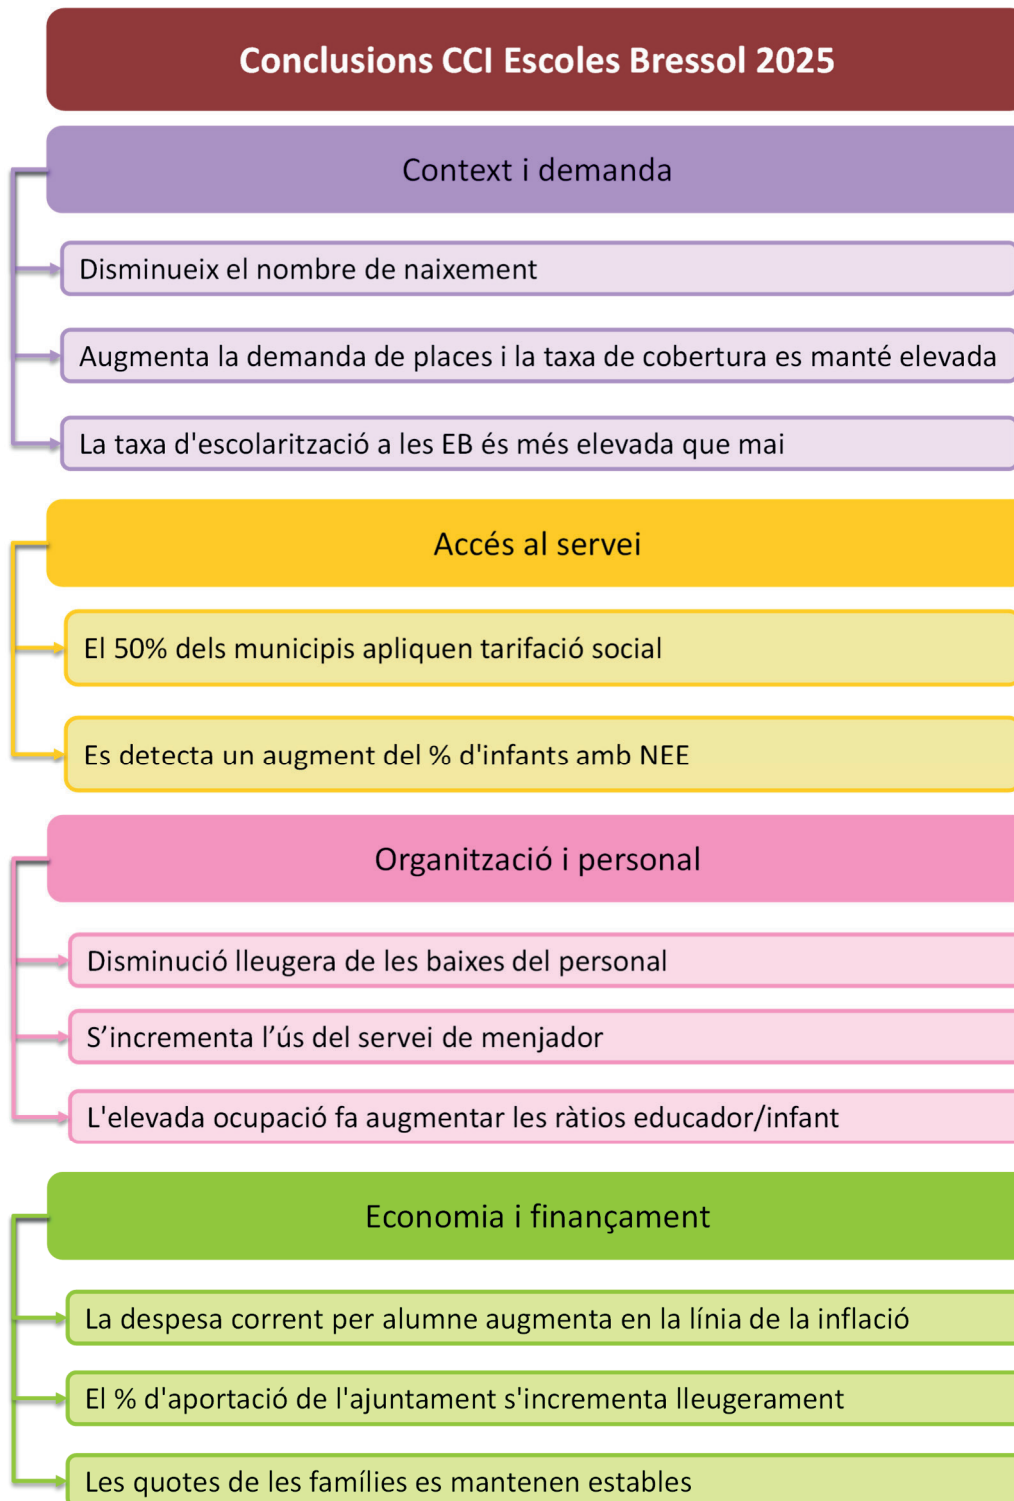 Conclusions CCI Escoles Bressol 2025
Context i demanda
Disminueix el nombre de naixement
Augmenta la demanda de places i la taxa de cobertura es manté elevada
La taxa d'escolarització a les EB és més elevada que mai
Accés al servei
El 50% dels municipis apliquen tarifació social
Es detecta un augment del % d'infants amb NEE
Organització i personal
Disminució lleugera de les baixes del personal
S’incrementa l’ús del servei de menjador
L'elevada ocupació fa augmentar les ràtios educador/infant
Economia i finançament
La despesa corrent per alumne augmenta en la línia de la inflació
El % d'aportació de l'ajuntament s'incrementa lleugerament
Les quotes de les famílies es mantenen estables